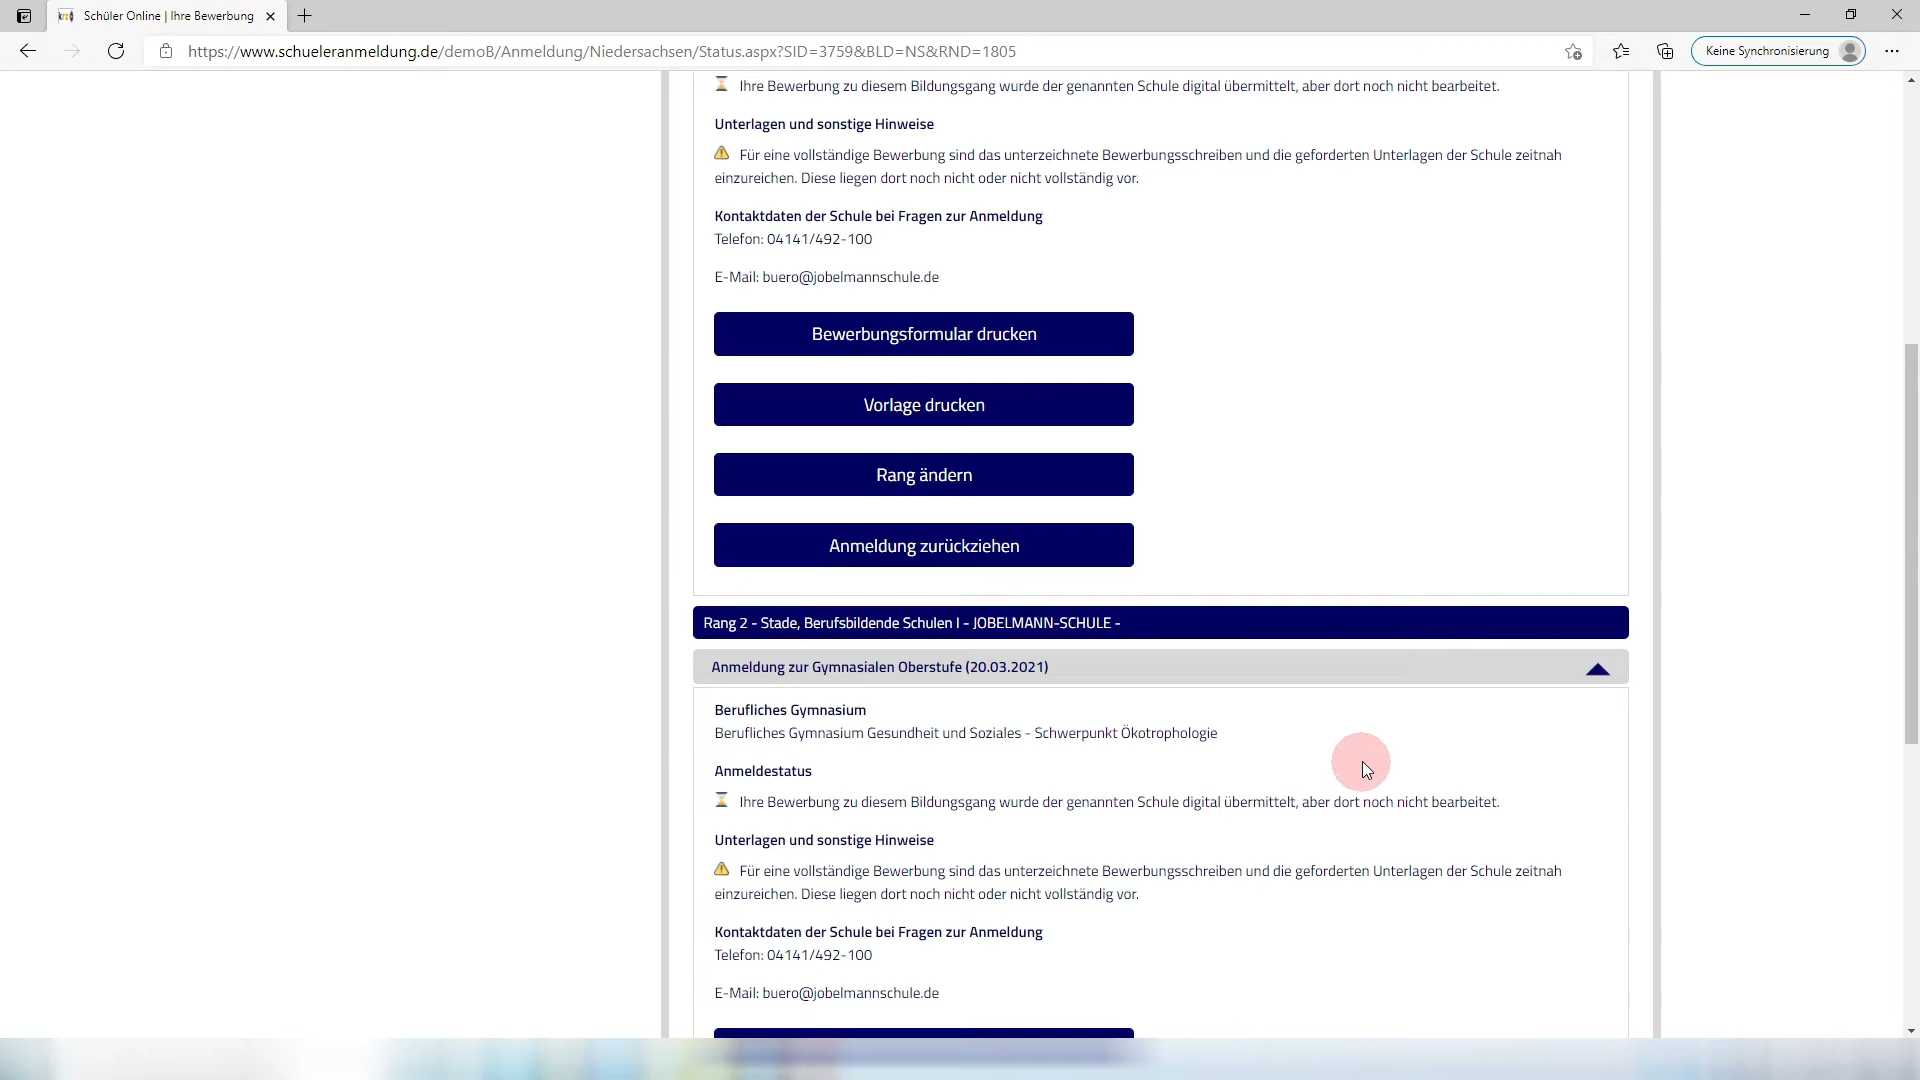 Schüler Online | Ihre Bewerbung
https://www.schueleranmeldung.de/demoB/Anmeldung/Niedersachsen/Status.aspx?SID=3759&BLD=NS&RND=1805
Keine Synchronisierung
Ihre Bewerbung zu diesem Bildungsgang wurde der genannten Schule digital übermittelt, aber dort noch nicht bearbeitet.
Unterlagen und sonstige Hinweise
Für eine vollständige Bewerbung sind das unterzeichnete Bewerbungsschreiben und die geforderten Unterlagen der Schule zeitnah
einzureichen. Diese liegen dort noch nicht oder nicht vollständig vor.
Kontaktdaten der Schule bei Fragen zur Anmeldung
Telefon: 04141/492-100
E-Mail: buero@jobelmannschule.de
Bewerbungsformular drucken
Vorlage drucken
Rang ändern
Anmeldung zurückziehen
Rang 2 - Stade, Berufsbildende Schulen I - JOBELMANN-SCHULE -
Anmeldung zur Gymnasialen Oberstufe (20.03.2021)
Berufliches Gymnasium
Berufliches Gymnasium Gesundheit und Soziales - Schwerpunkt Ökotrophologie
Anmeldestatus
Ihre Bewerbung zu diesem Bildungsgang wurde der genannten Schule digital übermittelt, aber dort noch nicht bearbeitet.
Unterlagen und sonstige Hinweise
Für eine vollständige Bewerbung sind das unterzeichnete Bewerbungsschreiben und die geforderten Unterlagen der Schule zeitnah
einzureichen. Diese liegen dort noch nicht oder nicht vollständig vor.
Kontaktdaten der Schule bei Fragen zur Anmeldung
Telefon: 04141/492-100
E-Mail: buero@jobelmannschule.de